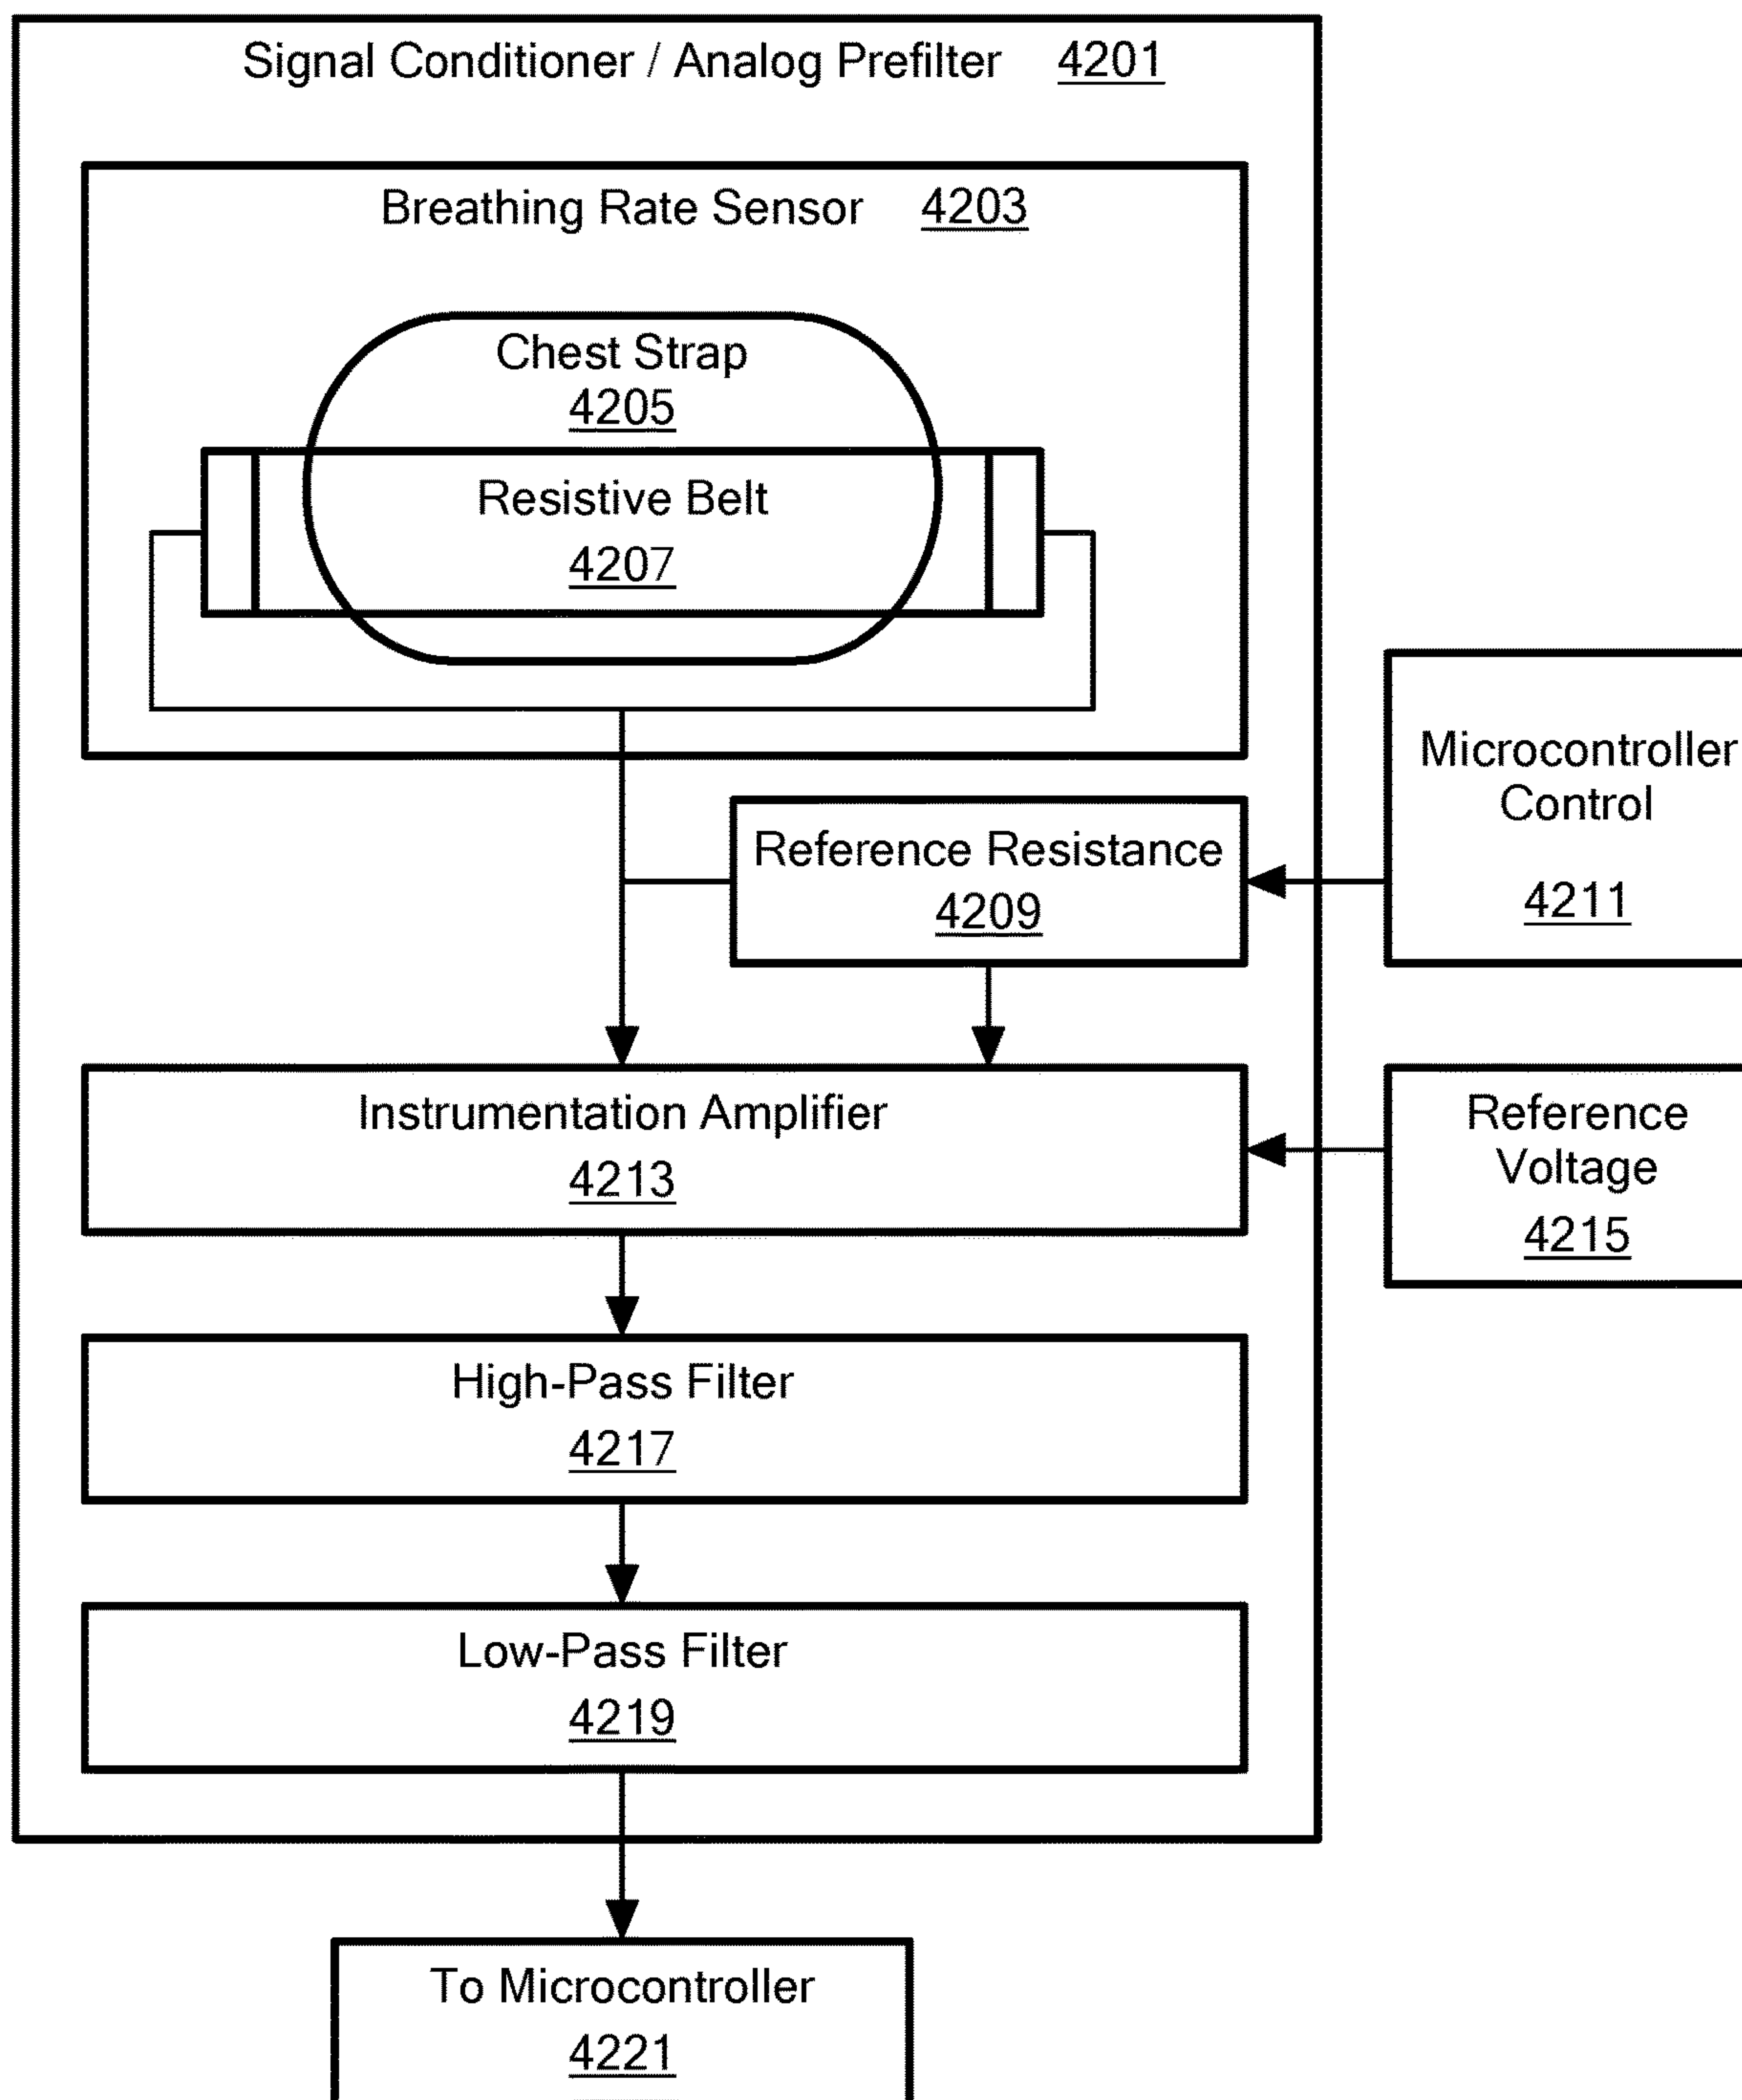 Signal Conditioner / Analog Prefilter 4201
Breathing Rate Sensor 4203
Chest Strap
4205
Resistive Belt
4207
Microcontroller
Control
4211
Reference Resistance
4209
Instrumentation Amplifier
4213
Reference
Voltage
4215
High-Pass Filter
4217
Low-Pass Filter
4219
To Microcontroller
4221